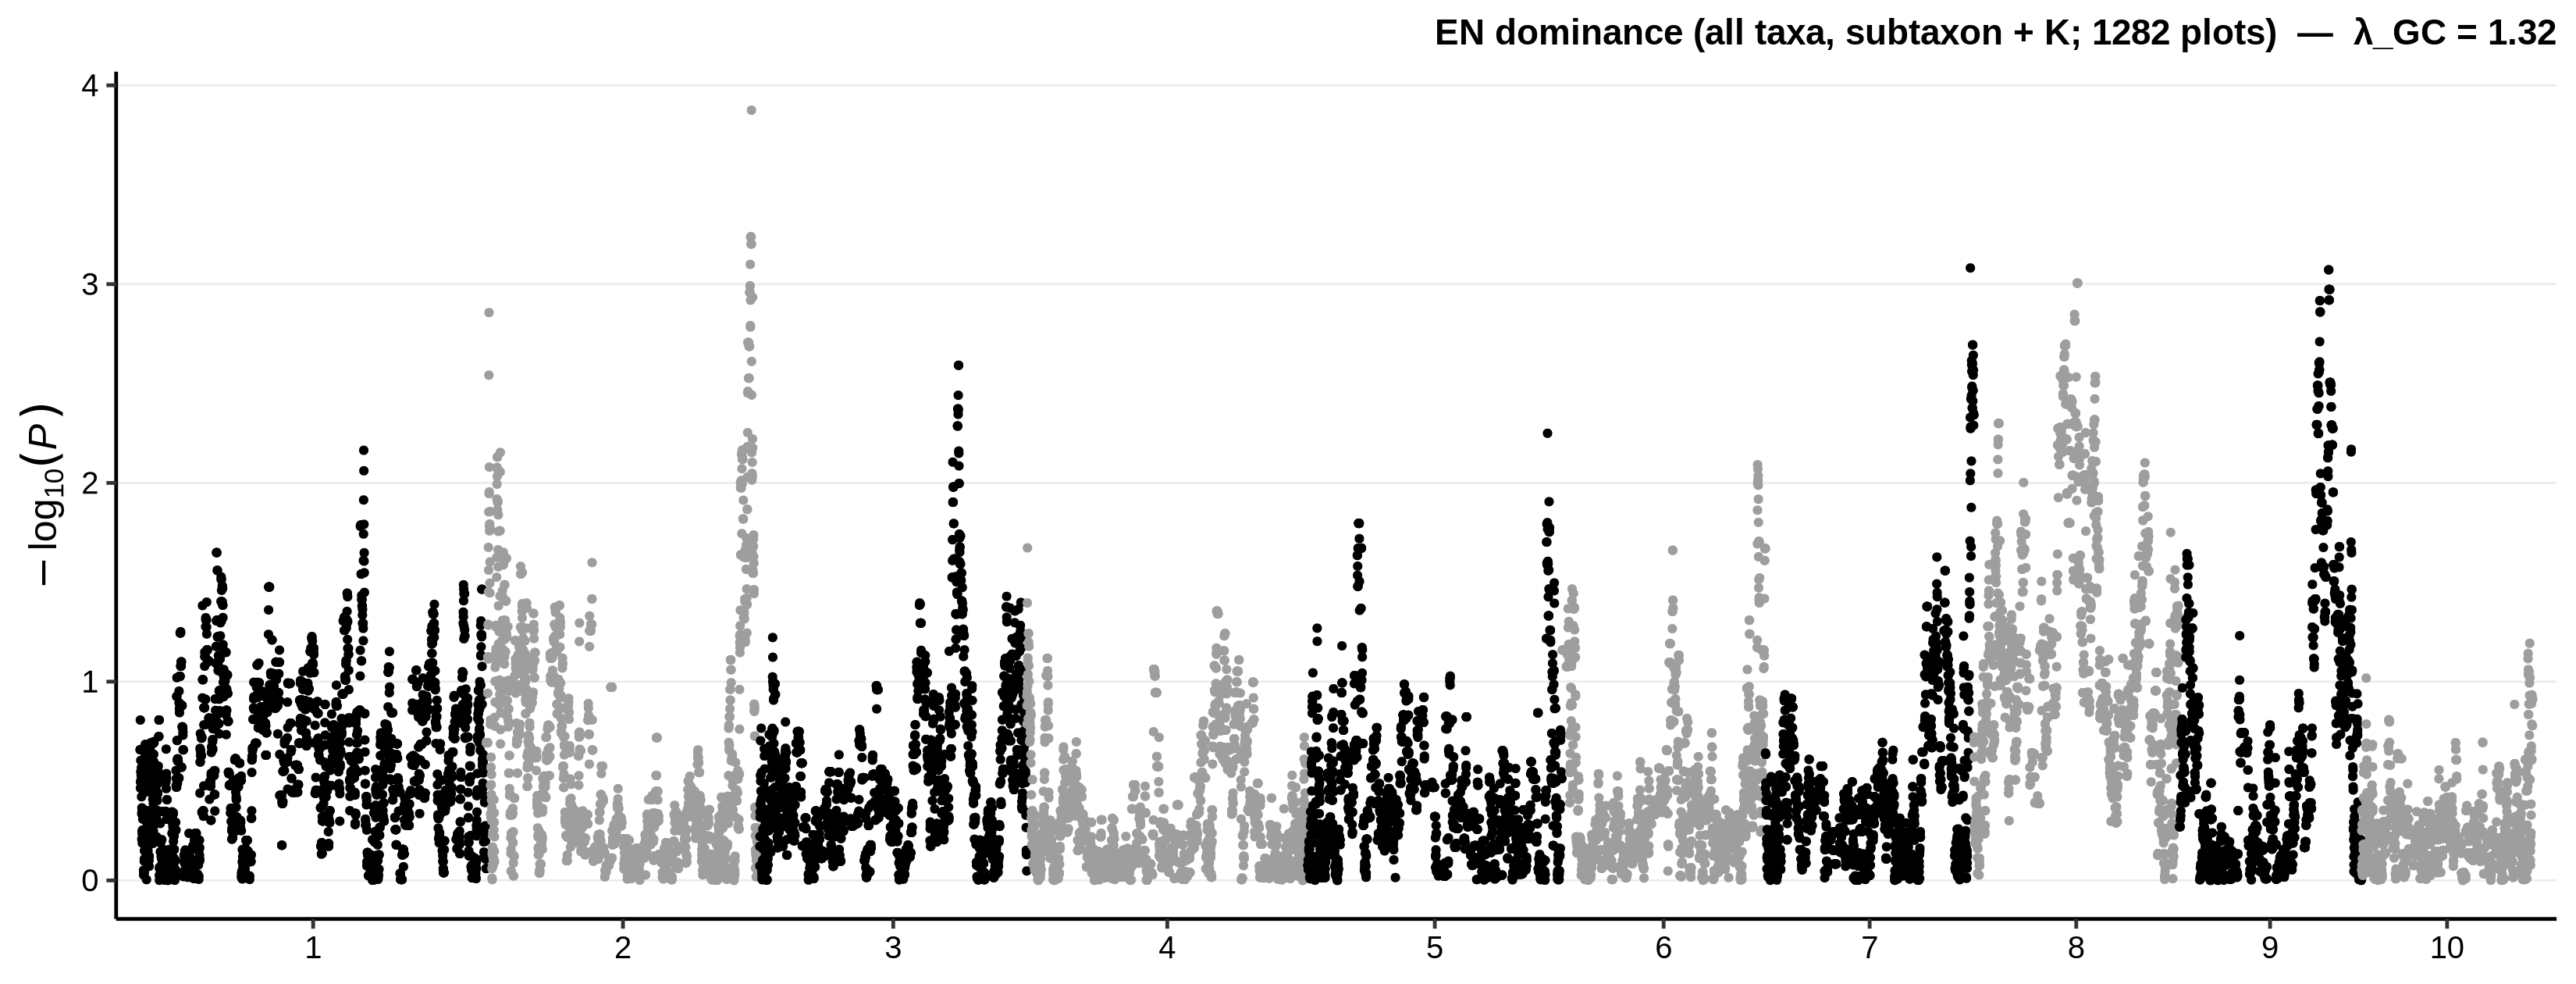 EN dominance (all taxa, subtaxon + K; 1282 plots) — λ_GC = 1.32
4
3
2
1
0
− log10(P)
1 2 3 4 5 6 7 8 9 10